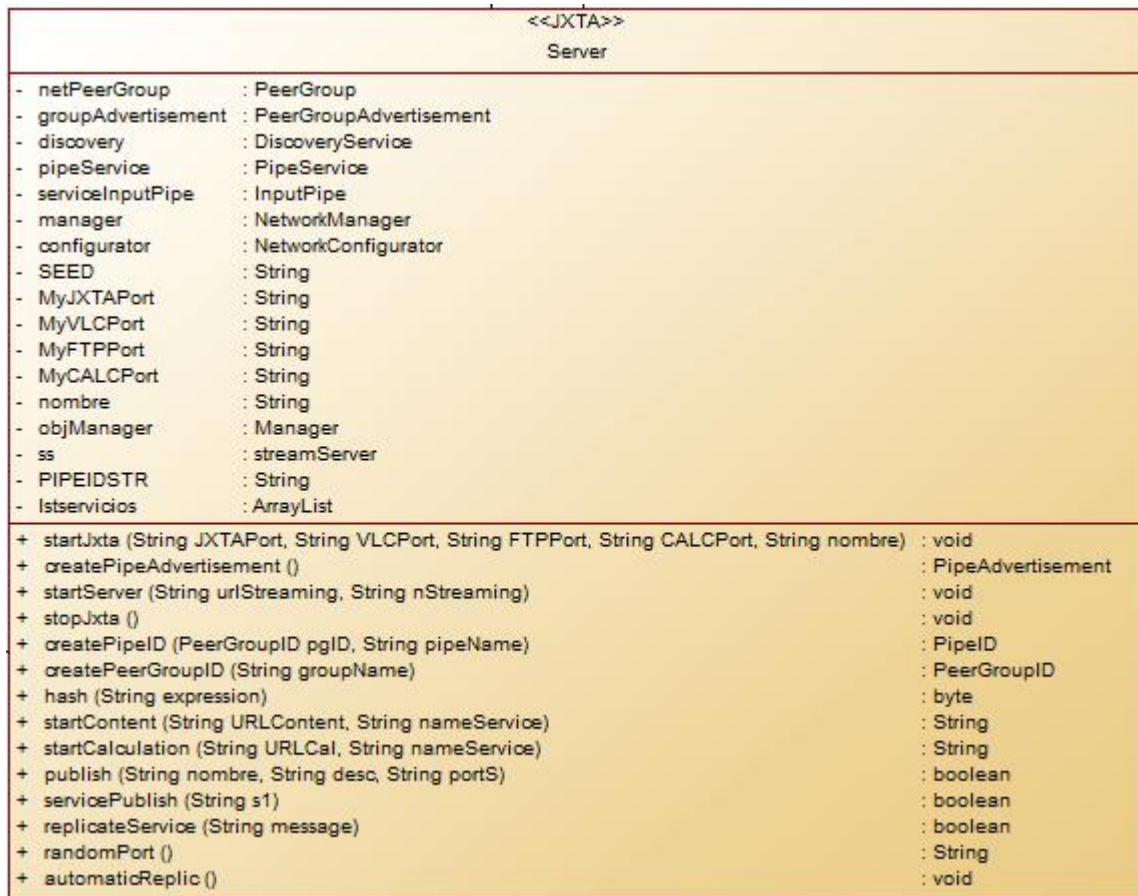 <<JXTA>>
Server
- netPeerGroup : PeerGroup
- groupAdvertisement : PeerGroupAdvertisement
- discovery : DiscoveryService
- pipeService : PipeService
- serviceInputPipe : InputPipe
- manager : NetworkManager
- configurator : NetworkConfigurator
- SEED : String
- MyJXTAPort : String
- MyVLCPort : String
- MyFTPPort : String
- MyCALCPort : String
- nombre : String
- objManager : Manager
- ss : streamServer
- PIPEIDSTR : String
- lstservicios : ArrayList
+ startJxta (String JXTAPort, String VLCPort, String FTPPort, String CALCPort, String nombre) : void
+ createPipeAdvertisement () : PipeAdvertisement
+ startServer (String urlStreaming, String nStreaming) : void
+ stopJxta () : void
+ createPipeID (PeerGroupID pgID, String pipeName) : PipeID
+ createPeerGroupID (String groupName) : PeerGroupID
+ hash (String expression) : byte
+ startContent (String URLContent, String nameService) : String
+ startCalculation (String URLCal, String nameService) : String
+ publish (String nombre, String desc, String portS) : boolean
+ servicePublish (String s1) : boolean
+ replicateService (String message) : boolean
+ randomPort () : String
+ automaticReplic () : void